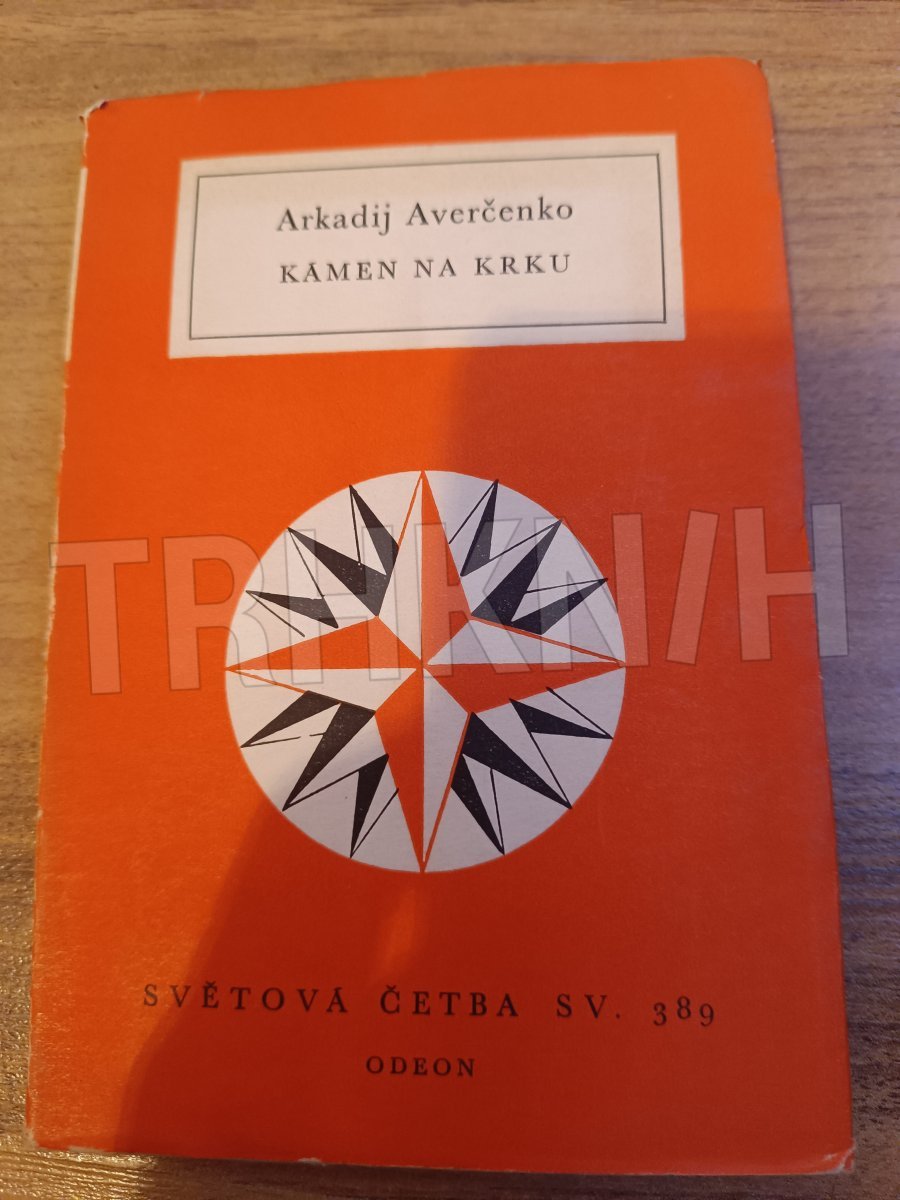 Arkadij Averčenko
KÁMEN NA KRKU
TRHKNIH
SVĚTOVÁ ČETBA SV. 389
ODEON